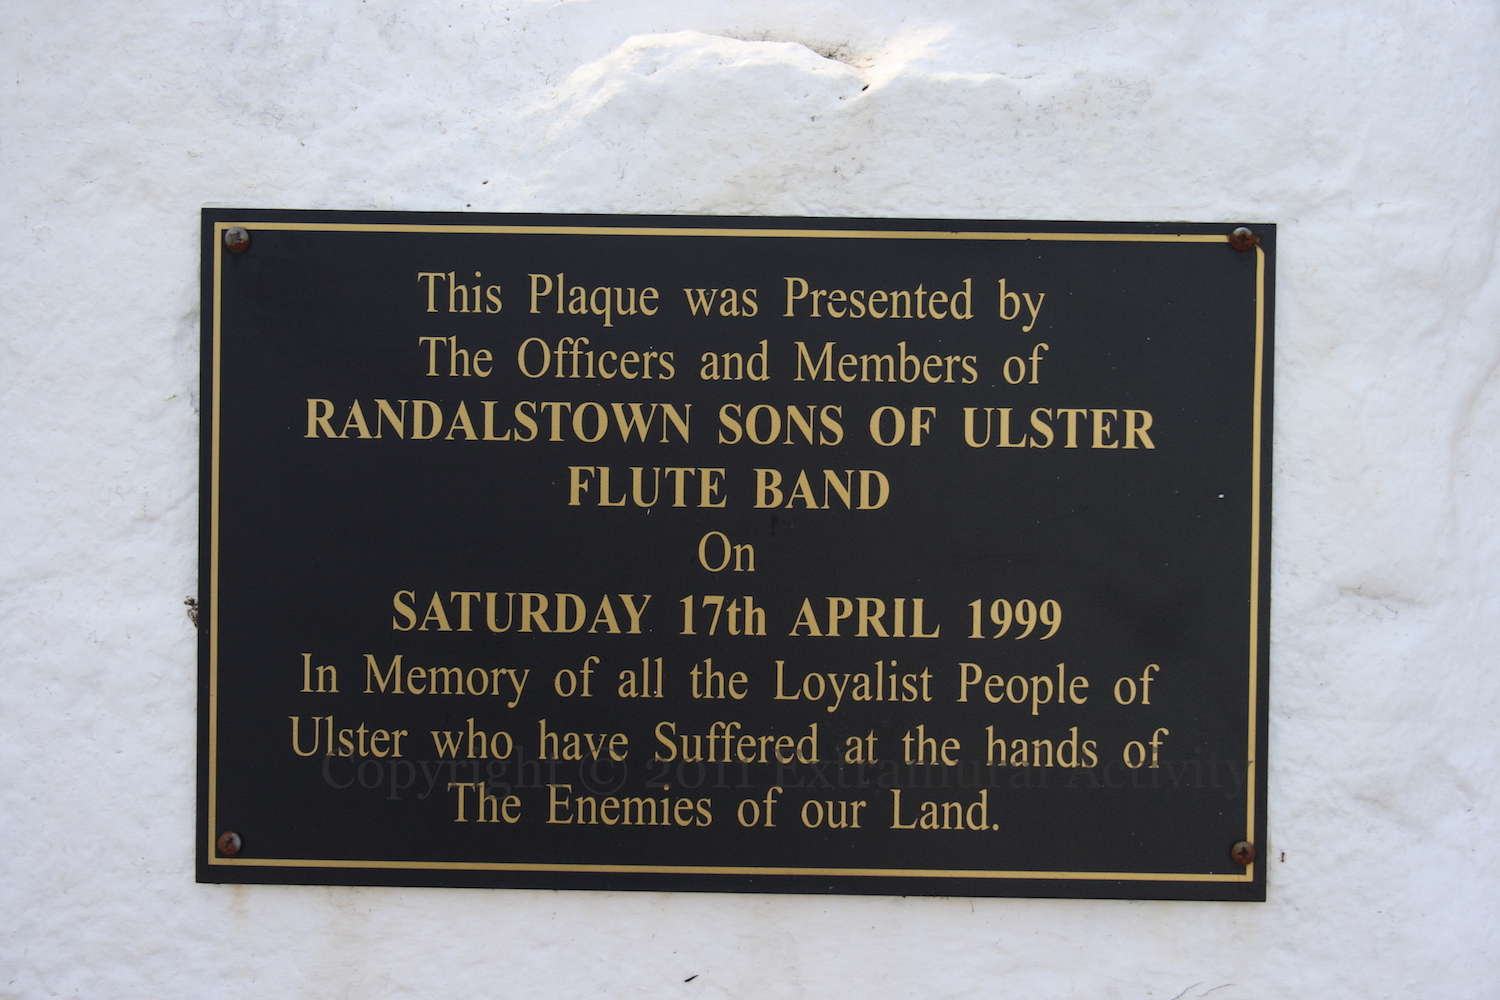 This Plaque was Presented by
The Officers and Members of
RANDALSTOWN SONS OF ULSTER
FLUTE BAND
On
SATURDAY 17th APRIL 1999
In Memory of all the Loyalist People of
Ulster who have Suffered at the hands of
Copyright © 2011 Extramural Activity
The Enemies of our Land.